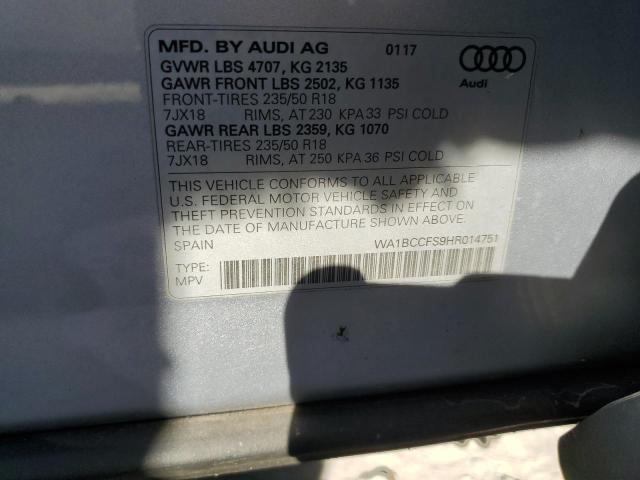 MFD. BY AUDI AG 0117
GVWR LBS 4707, KG 2135
GAWR FRONT LBS 2502, KG 1135
FRONT-TIRES 235/50 R18
7JX18 RIMS, AT 230 KPA 33 PSI COLD
GAWR REAR LBS 2359, KG 1070
REAR-TIRES 235/50 R18
7JX18 RIMS, AT 250 KPA 36 PSI COLD
Audi
THIS VEHICLE CONFORMS TO ALL APPLICABLE
U.S. FEDERAL MOTOR VEHICLE SAFETY AND
THEFT PREVENTION STANDARDS IN EFFECT ON
THE DATE OF MANUFACTURE SHOWN ABOVE.
SPAIN WA1BCCFS9HR014751
TYPE:
MPV